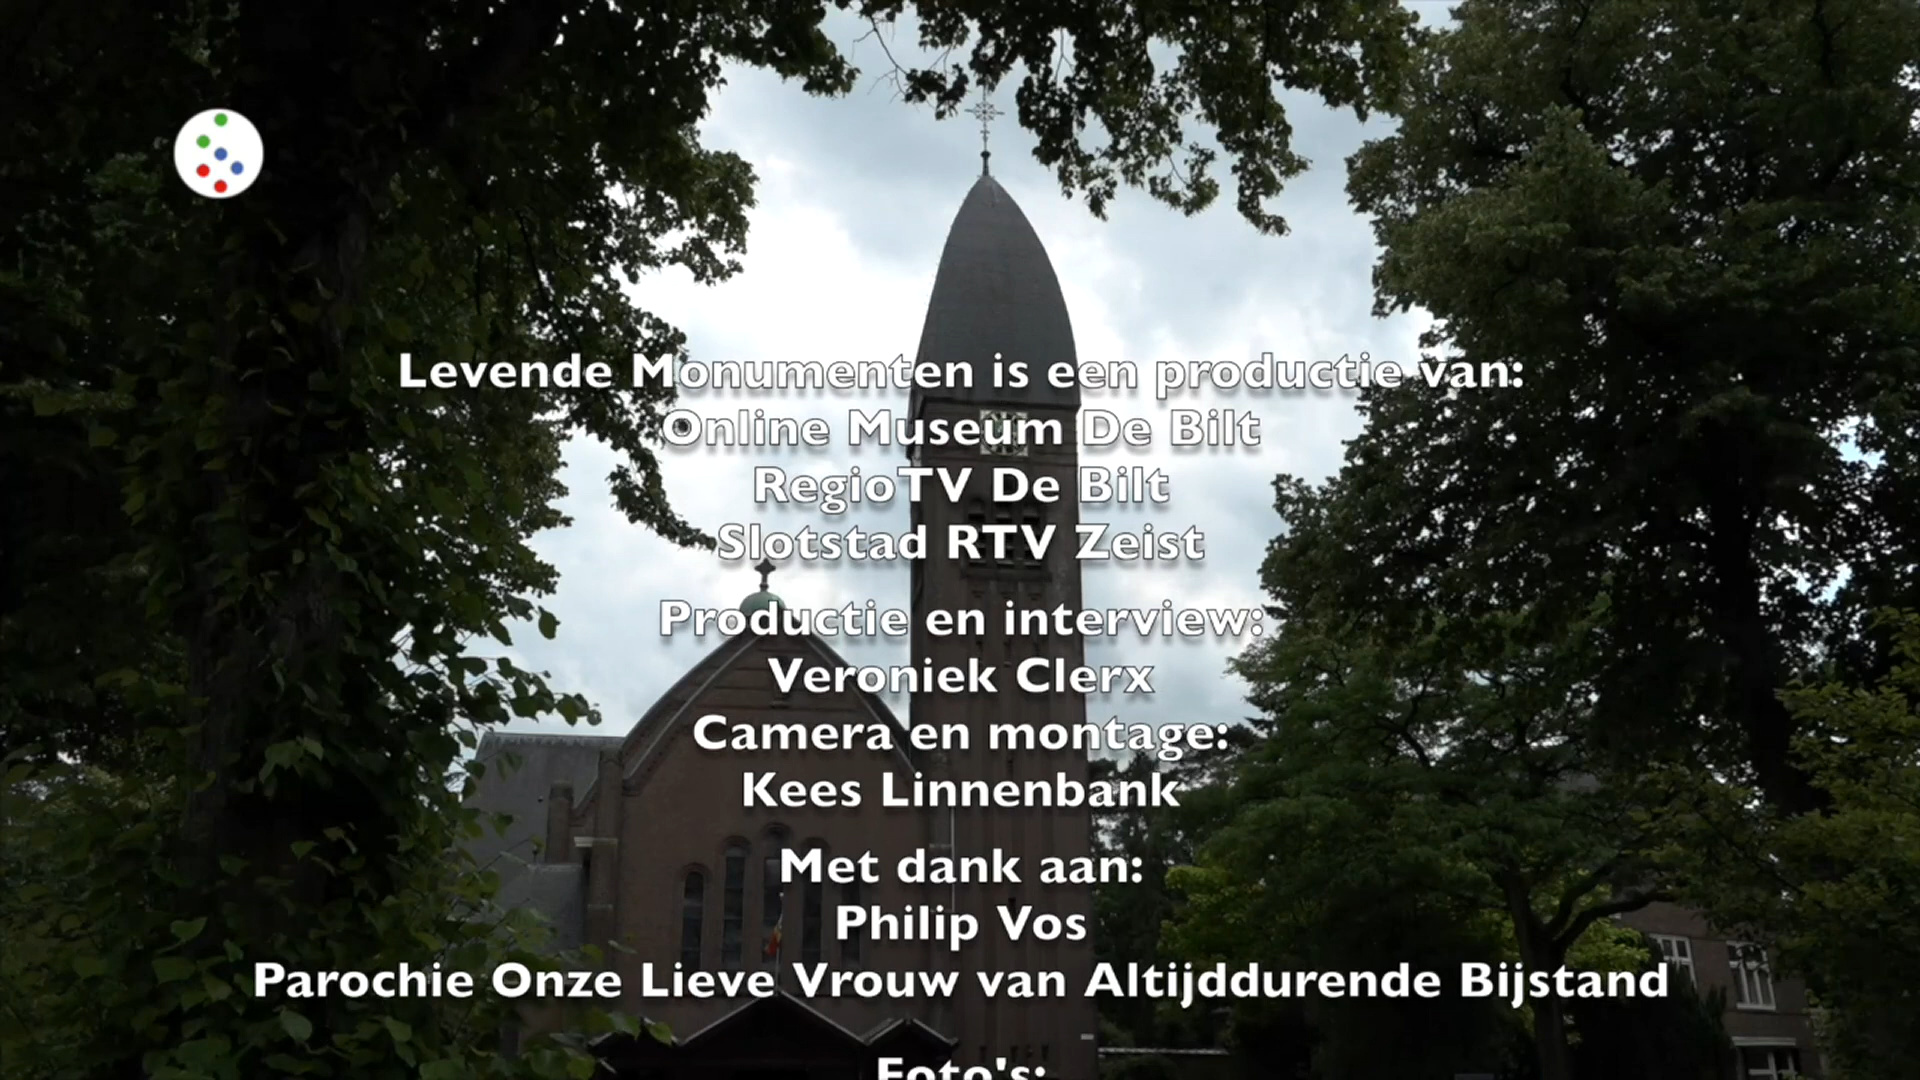 Levende Monumenten is een productie van:
Online Museum De Bilt
RegioTV De Bilt
Slotstad RTV Zeist
Productie en interview:
Veroniek Clerx
Camera en montage:
Kees Linnenbank
Met dank aan:
Philip Vos
Parochie Onze Lieve Vrouw van Altijddurende Bijstand
Foto's: